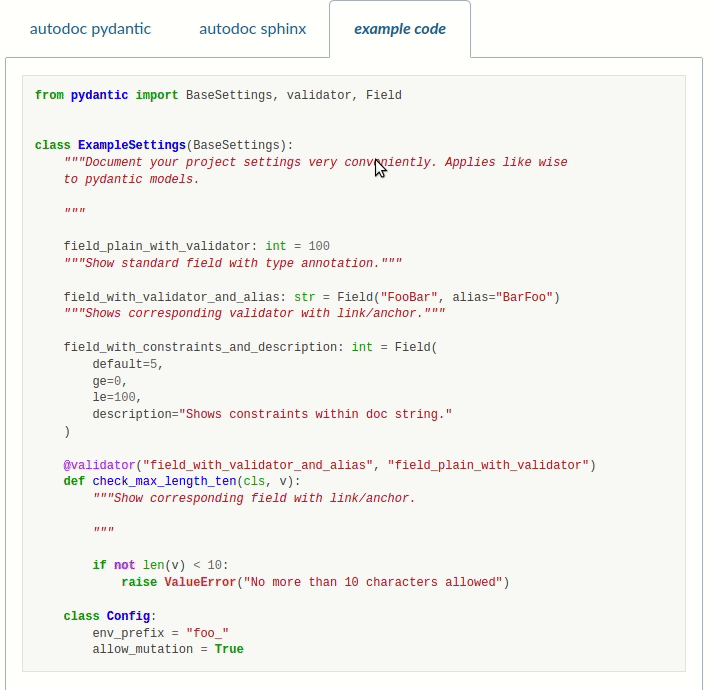 autodoc pydantic
autodoc sphinx
example code
from pydantic import BaseSettings, validator, Field
class ExampleSettings(BaseSettings):
    """Document your project settings very conveniently. Applies like wise
    to pydantic models.
    """
    field_plain_with_validator: int = 100
    """Show standard field with type annotation."""
    field_with_validator_and_alias: str = Field("FooBar", alias="BarFoo")
    """Shows corresponding validator with link/anchor."""
    field_with_constraints_and_description: int = Field(
        default=5,
        ge=0,
        le=100,
        description="Shows constraints within doc string."
    )
    @validator("field_with_validator_and_alias", "field_plain_with_validator")
    def check_max_length_ten(cls, v):
        """Show corresponding field with link/anchor.
        """
        if not len(v) < 10:
            raise ValueError("No more than 10 characters allowed")
    class Config:
        env_prefix = "foo_"
        allow_mutation = True